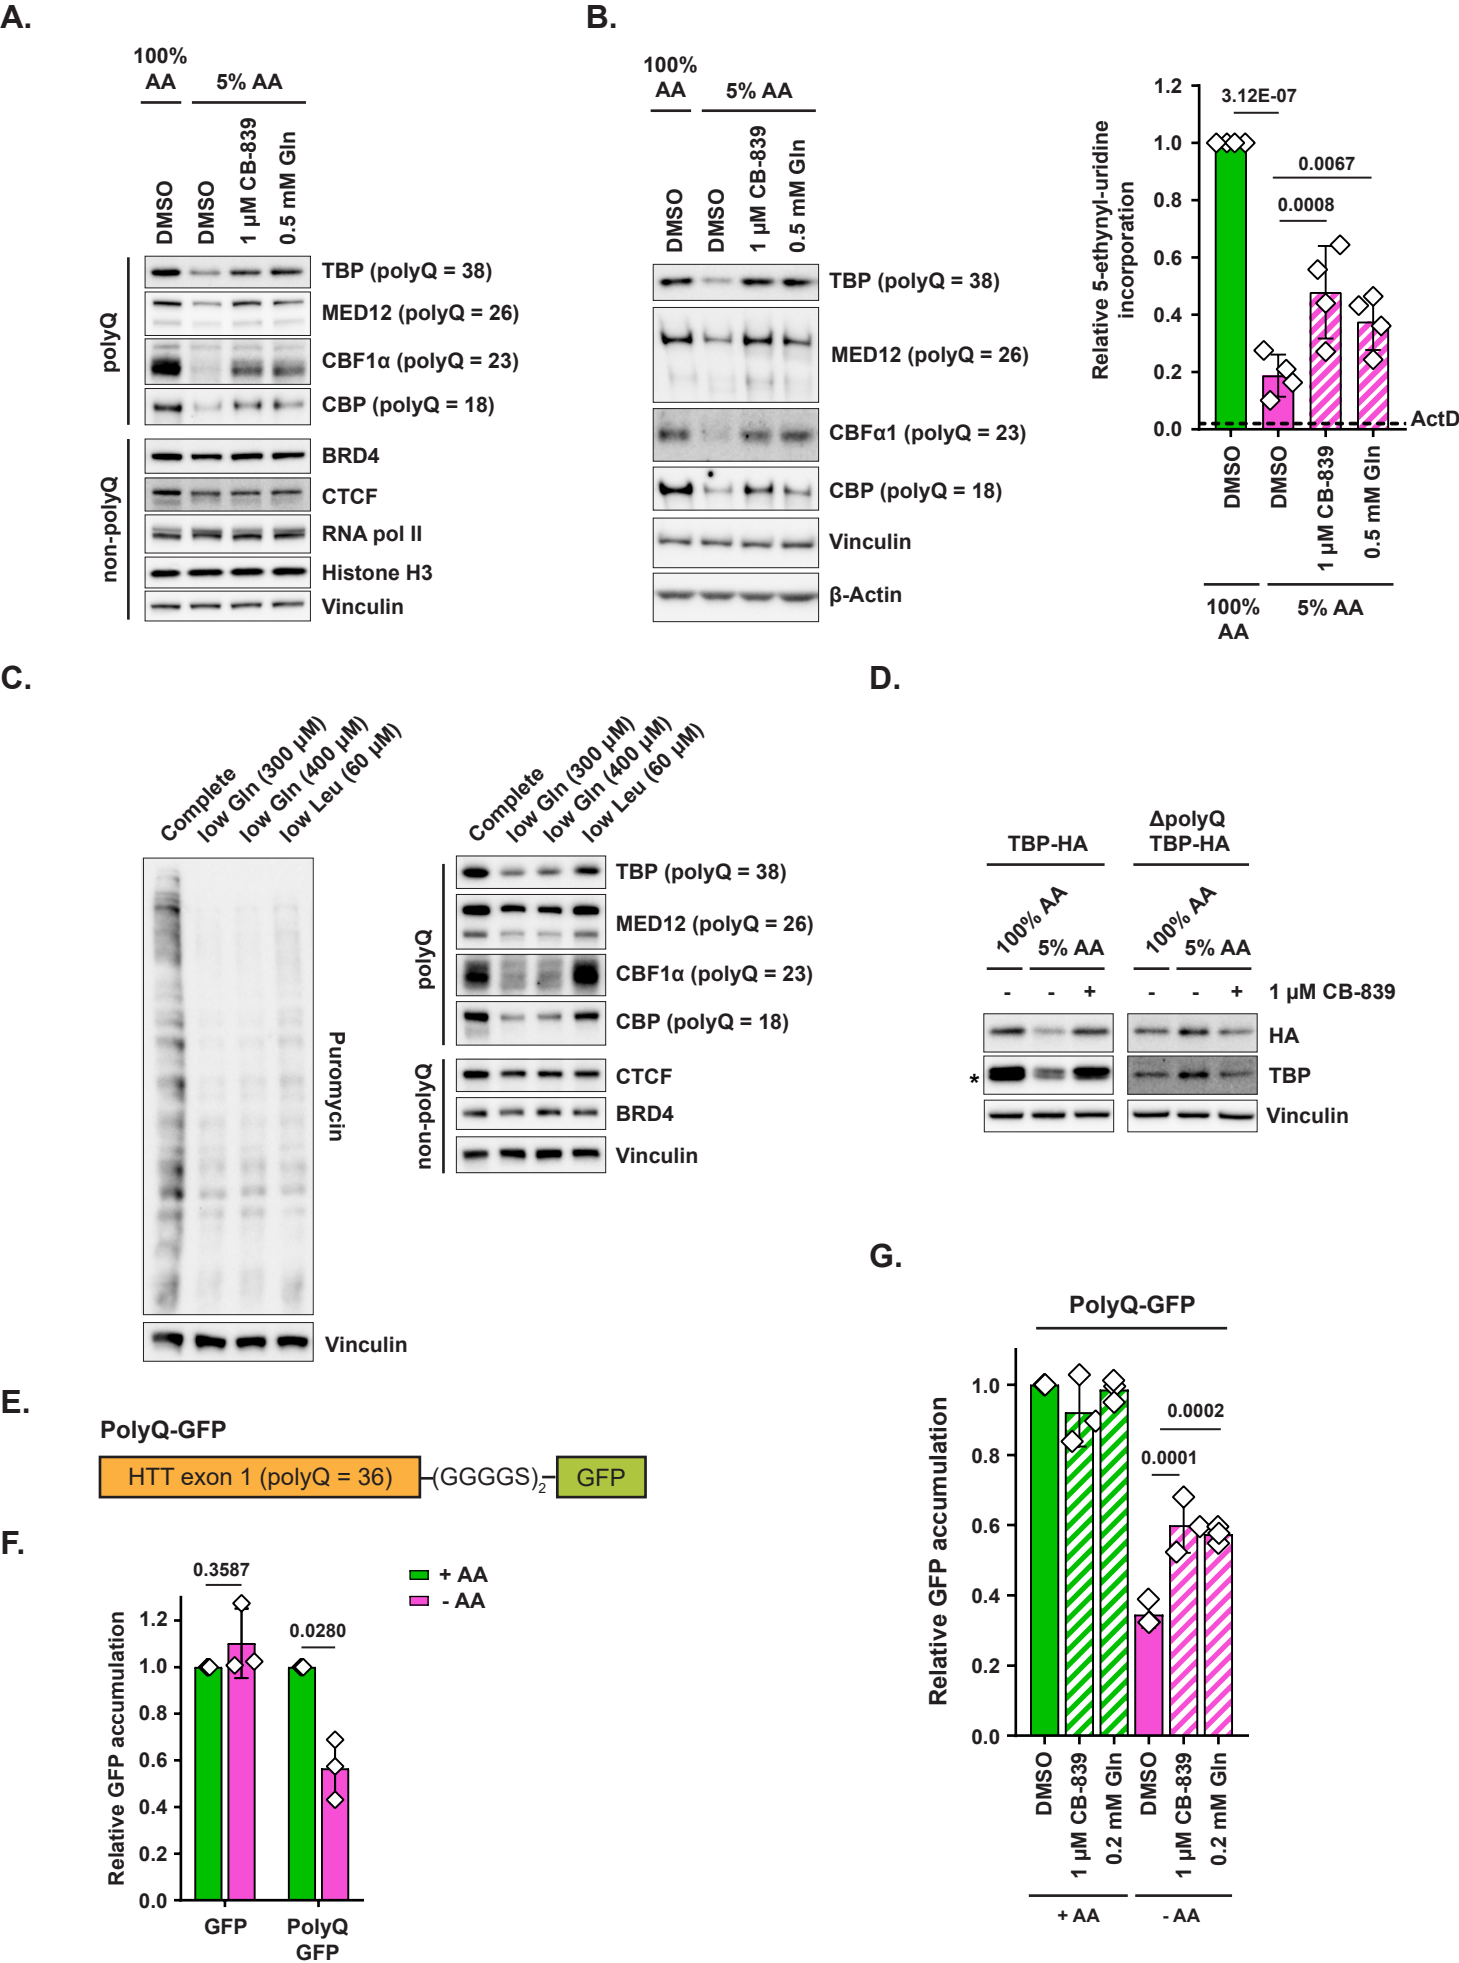 A.
100%
AA
5% AA
DMSO
DMSO
1 µM CB-839
0.5 mM Gln
polyQ
TBP (polyQ = 38)
MED12 (polyQ = 26)
CBF1α (polyQ = 23)
CBP (polyQ = 18)
non-polyQ
BRD4
CTCF
RNA pol II
Histone H3
Vinculin
B.
100%
AA
5% AA
DMSO
DMSO
1 µM CB-839
0.5 mM Gln
TBP (polyQ = 38)
MED12 (polyQ = 26)
CBFα1 (polyQ = 23)
CBP (polyQ = 18)
Vinculin
β-Actin
Relative 5-ethynyl-uridine
incorporation
1.2
1.0
0.8
0.6
0.4
0.2
0.0
3.12E-07
0.0067
0.0008
ActD
DMSO
DMSO
1 µM CB-839
0.5 mM Gln
100%
AA
5% AA
C.
Complete
low Gln (300 µM)
low Gln (400 µM)
low Leu (60 µM)
Puromycin
Vinculin
Complete
low Gln (300 µM)
low Gln (400 µM)
low Leu (60 µM)
polyQ
TBP (polyQ = 38)
MED12 (polyQ = 26)
CBF1α (polyQ = 23)
CBP (polyQ = 18)
non-polyQ
CTCF
BRD4
Vinculin
D.
TBP-HA
ΔpolyQ
TBP-HA
100% AA
5% AA
100% AA
5% AA
- - + - - + 1 µM CB-839
HA
* TBP
Vinculin
E.
PolyQ-GFP
HTT exon 1 (polyQ = 36) (GGGGS)2 GFP
F.
Relative GFP accumulation
1.2
1.0
0.8
0.6
0.4
0.2
0.0
0.3587
0.0280
+ AA
- AA
GFP
PolyQ
GFP
G.
PolyQ-GFP
Relative GFP accumulation
1.0
0.8
0.6
0.4
0.2
0.0
0.0002
0.0001
DMSO
1 µM CB-839
0.2 mM Gln
DMSO
1 µM CB-839
0.2 mM Gln
+ AA
- AA